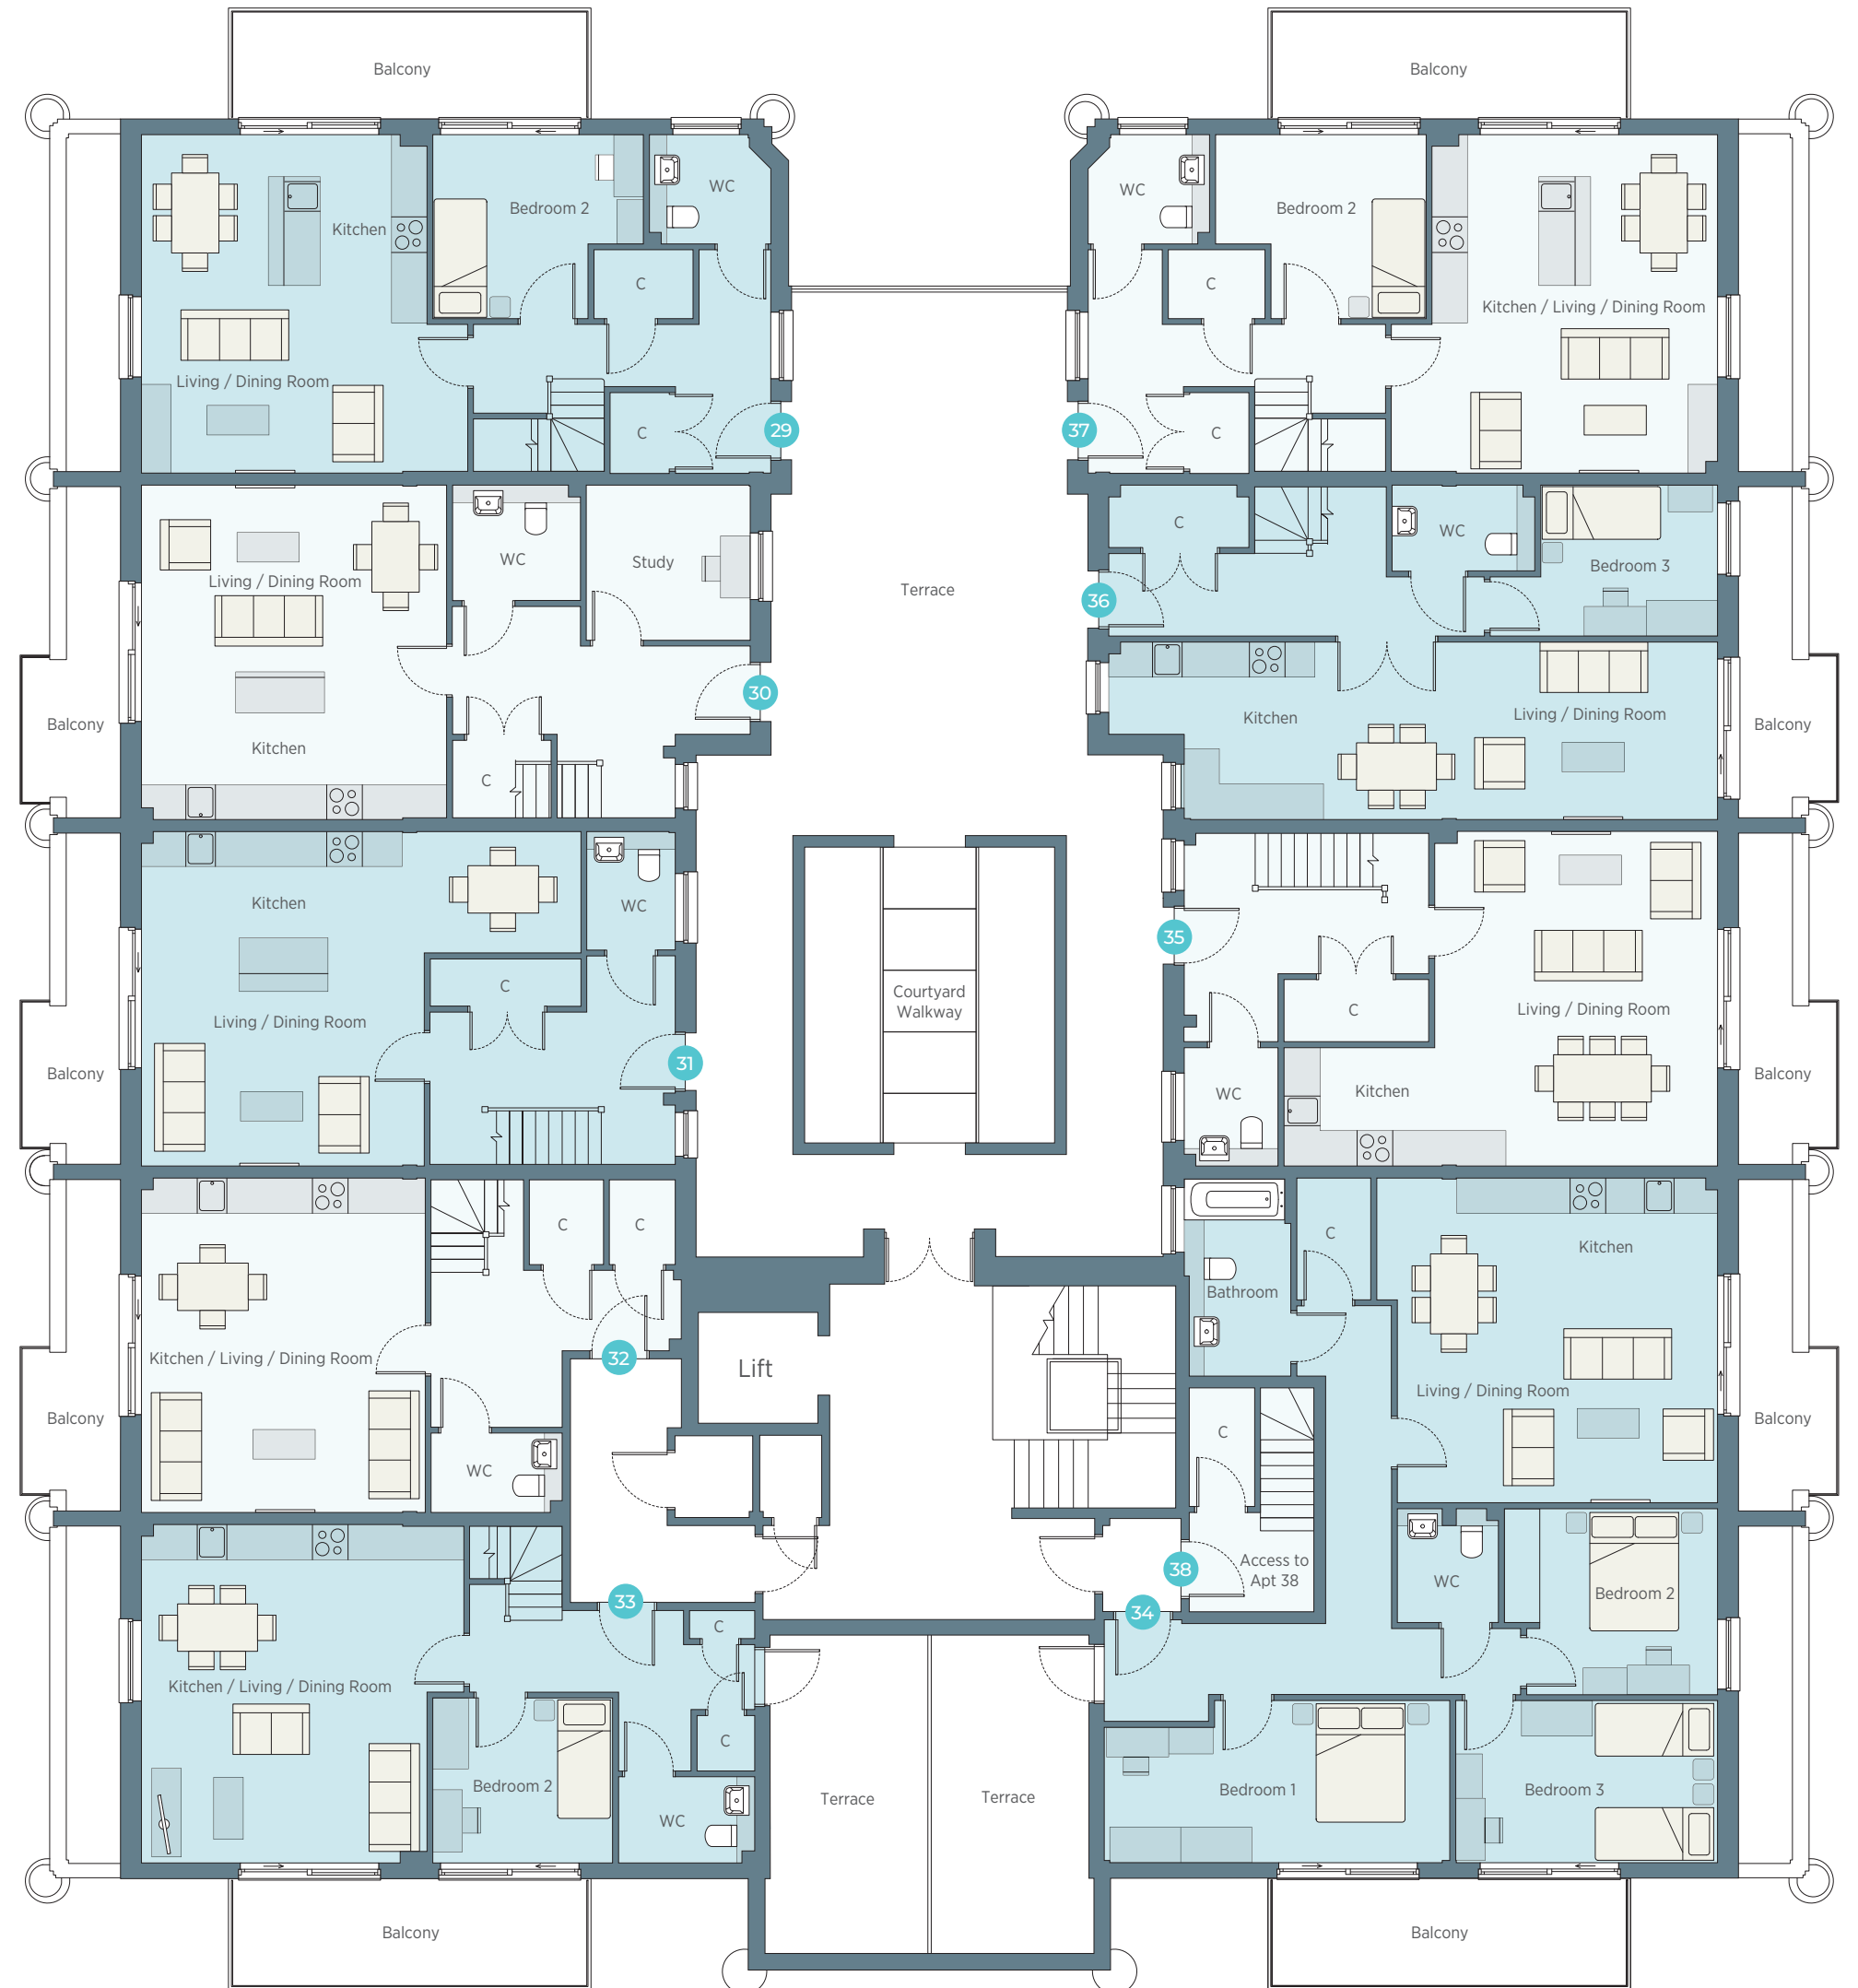 Balcony
Balcony
Kitchen
Bedroom 2
WC
C
Living / Dining Room
C
29
WC
Bedroom 2
C
Kitchen / Living / Dining Room
37
C
Living / Dining Room
WC
Study
30
Balcony
Kitchen
C
Terrace
C
WC
Bedroom 3
36
Kitchen
Living / Dining Room
Balcony
Kitchen
WC
C
Living / Dining Room
31
Balcony
Courtyard
Walkway
35
C
Living / Dining Room
WC
Kitchen
Balcony
C
C
32
Kitchen / Living / Dining Room
Balcony
WC
Lift
Bathroom
C
Kitchen
Living / Dining Room
Balcony
C
38
Access to
Apt 38
34
WC
Bedroom 2
33
C
Kitchen / Living / Dining Room
C
Bedroom 2
WC
Terrace
Terrace
Bedroom 1
Bedroom 3
Balcony
Balcony